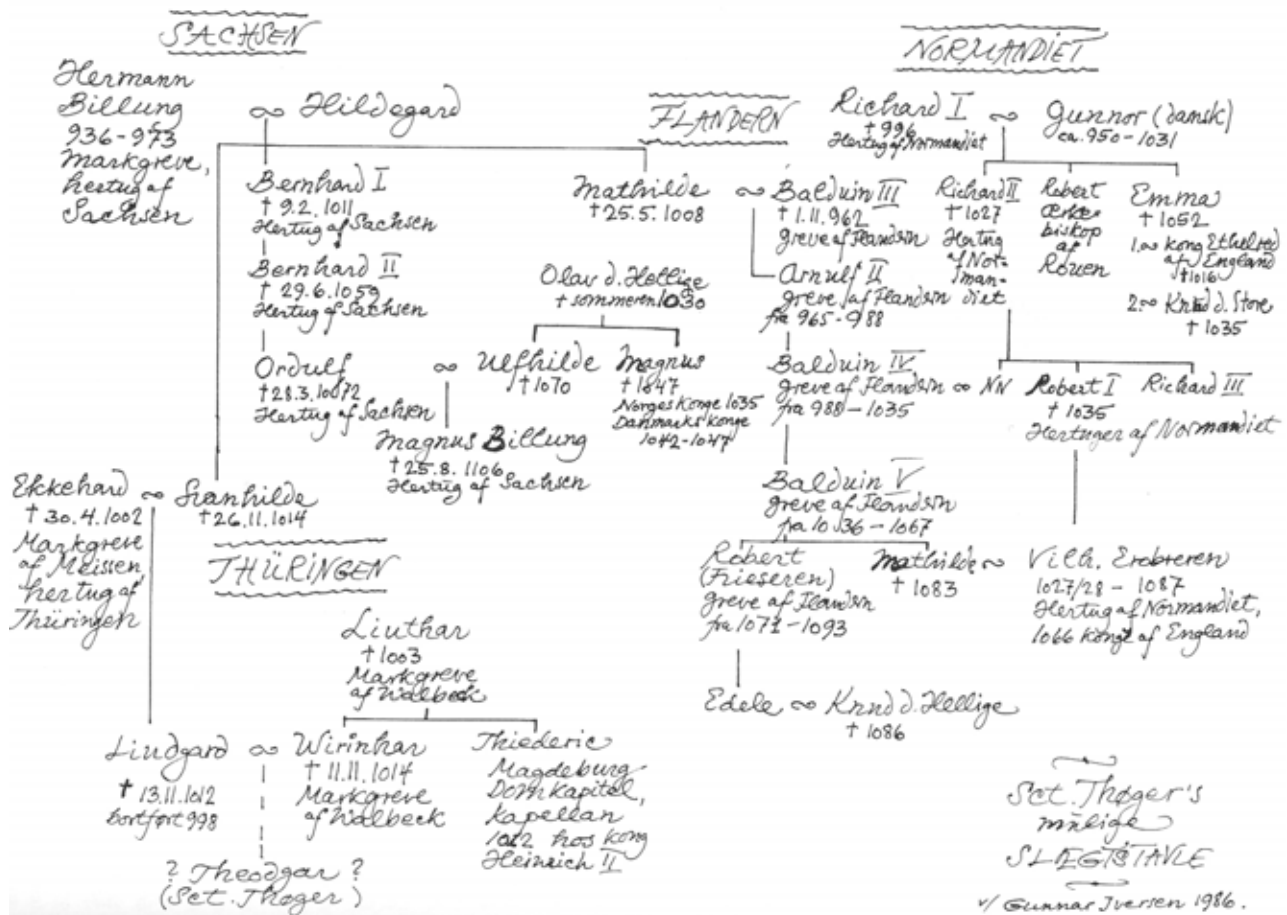 SACHSEN
Hermann
Billung
936-973
Markgreve,
hertug af
Sachsen
∞ Hildegard
Bernhard I
† 9.2.1011
Hertug af Sachsen
Bernhard II
† 29.6.1059
Hertug af Sachsen
Ordulf
† 28.3.10072
Hertug af Sachsen
∞ Ulfhilde
† 1070
Olav d. Hellige
† sommeren 1030
Magnus
† 1047
Norges Konge 1035
Danmarks Konge
1042-1047
Magnus Billung
† 25.8.1106
Hertug af Sachsen
FLANDERN
Mathilde
† 25.5.1008
∞ Balduin III
† 1.11.962
greve af Flandern
Arnulf II
greve af Flandern
fra 965-988
Balduin IV
greve af Flandern ∞ NN
fra 988-1035
Balduin V
greve af Flandern
fra 1036-1067
Robert
(Frieseren)
greve af Flandern
fra 1071-1093
Mathilde ∞
† 1083
Edele ∞ Knud d. Hellige
† 1086
NORMANDIET
Richard I ∞
† 996
Hertug af Normandiet
Gunnor (dansk)
ca. 950-1031
Richard II
† 1027
Hertug
af Nor-
man-
diet
Robert
ærke-
biskop
af
Rouen
Emma
† 1052
1. ∞ kong Ethelred
af England
† 1016
2. ∞ Knud d. Store
† 1035
Robert I
† 1035
Richard III
Hertuger af Normandiet
Vilh. Erobreren
1027/28 - 1087
Hertug af Normandiet,
1066 konge af England
Ekkehard ∞
† 30.4.1002
Markgreve
af Meissen,
hertug af
Thüringen
Svanhilde
† 26.11.1014
THÜRINGEN
Liuthar
† 1003
Markgreve
af Walbeck
Liudgard ∞
† 13.11.1012
bortført 998
Wirinhar
† 11.11.1014
Markgreve
af Walbeck
Thiederic
Magdeburg-
Domkapitel,
Kapellan
1012 hos kong
Heinrich II
? Theodgar ?
(Sct. Thøger)
Sct. Thøger's
mulige
SLÆGTSTAVLE
v/ Gunnar Iversen 1986.